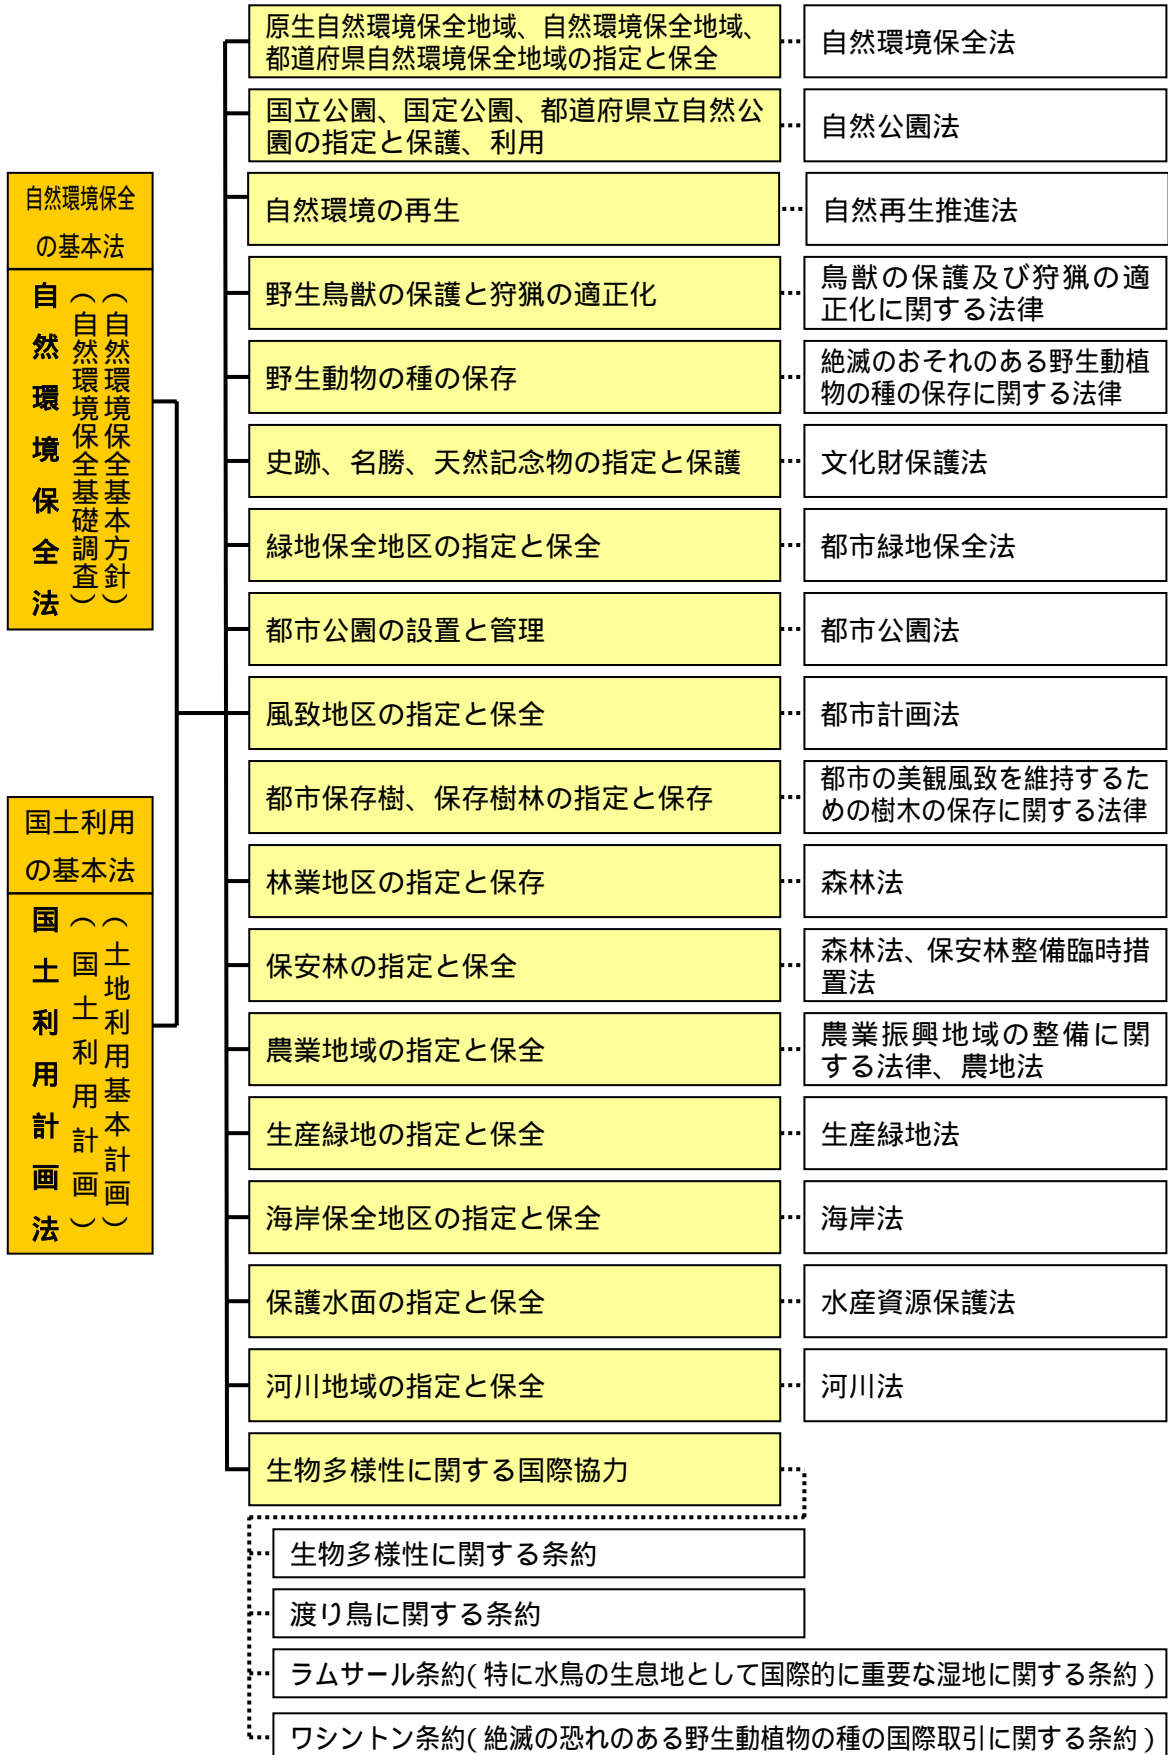 自然環境保全
の基本法
自然環境保全法
（自然環境保全基本方針）
（自然環境保全基礎調査）
国土利用
の基本法
国土利用計画法
（土地利用基本計画）
（国土利用計画）
原生自然環境保全地域、自然環境保全地域、
都道府県自然環境保全地域の指定と保全
自然環境保全法
国立公園、国定公園、都道府県立自然公
園の指定と保護、利用
自然公園法
自然環境の再生
自然再生推進法
野生鳥獣の保護と狩猟の適正化
鳥獣の保護及び狩猟の適
正化に関する法律
野生動物の種の保存
絶滅のおそれのある野生動植
物の種の保存に関する法律
史跡、名勝、天然記念物の指定と保護
文化財保護法
緑地保全地区の指定と保全
都市緑地保全法
都市公園の設置と管理
都市公園法
風致地区の指定と保全
都市計画法
都市保存樹、保存樹林の指定と保存
都市の美観風致を維持するた
めの樹木の保存に関する法律
林業地区の指定と保存
森林法
保安林の指定と保全
森林法、保安林整備臨時措
置法
農業地域の指定と保全
農業振興地域の整備に関
する法律、農地法
生産緑地の指定と保全
生産緑地法
海岸保全地区の指定と保全
海岸法
保護水面の指定と保全
水産資源保護法
河川地域の指定と保全
河川法
生物多様性に関する国際協力
生物多様性に関する条約
渡り鳥に関する条約
ラムサール条約(特に水鳥の生息地として国際的に重要な湿地に関する条約)
ワシントン条約(絶滅の恐れのある野生動植物の種の国際取引に関する条約)